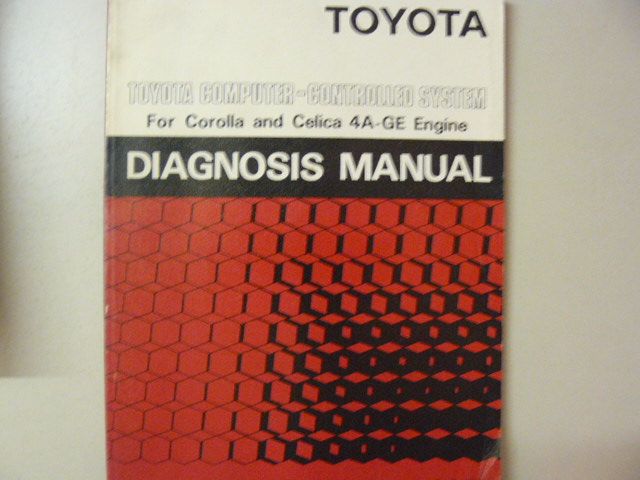 TOYOTA
TOYOTA COMPUTER-CONTROLLED SYSTEM
For Corolla and Celica 4A-GE Engine
DIAGNOSIS MANUAL